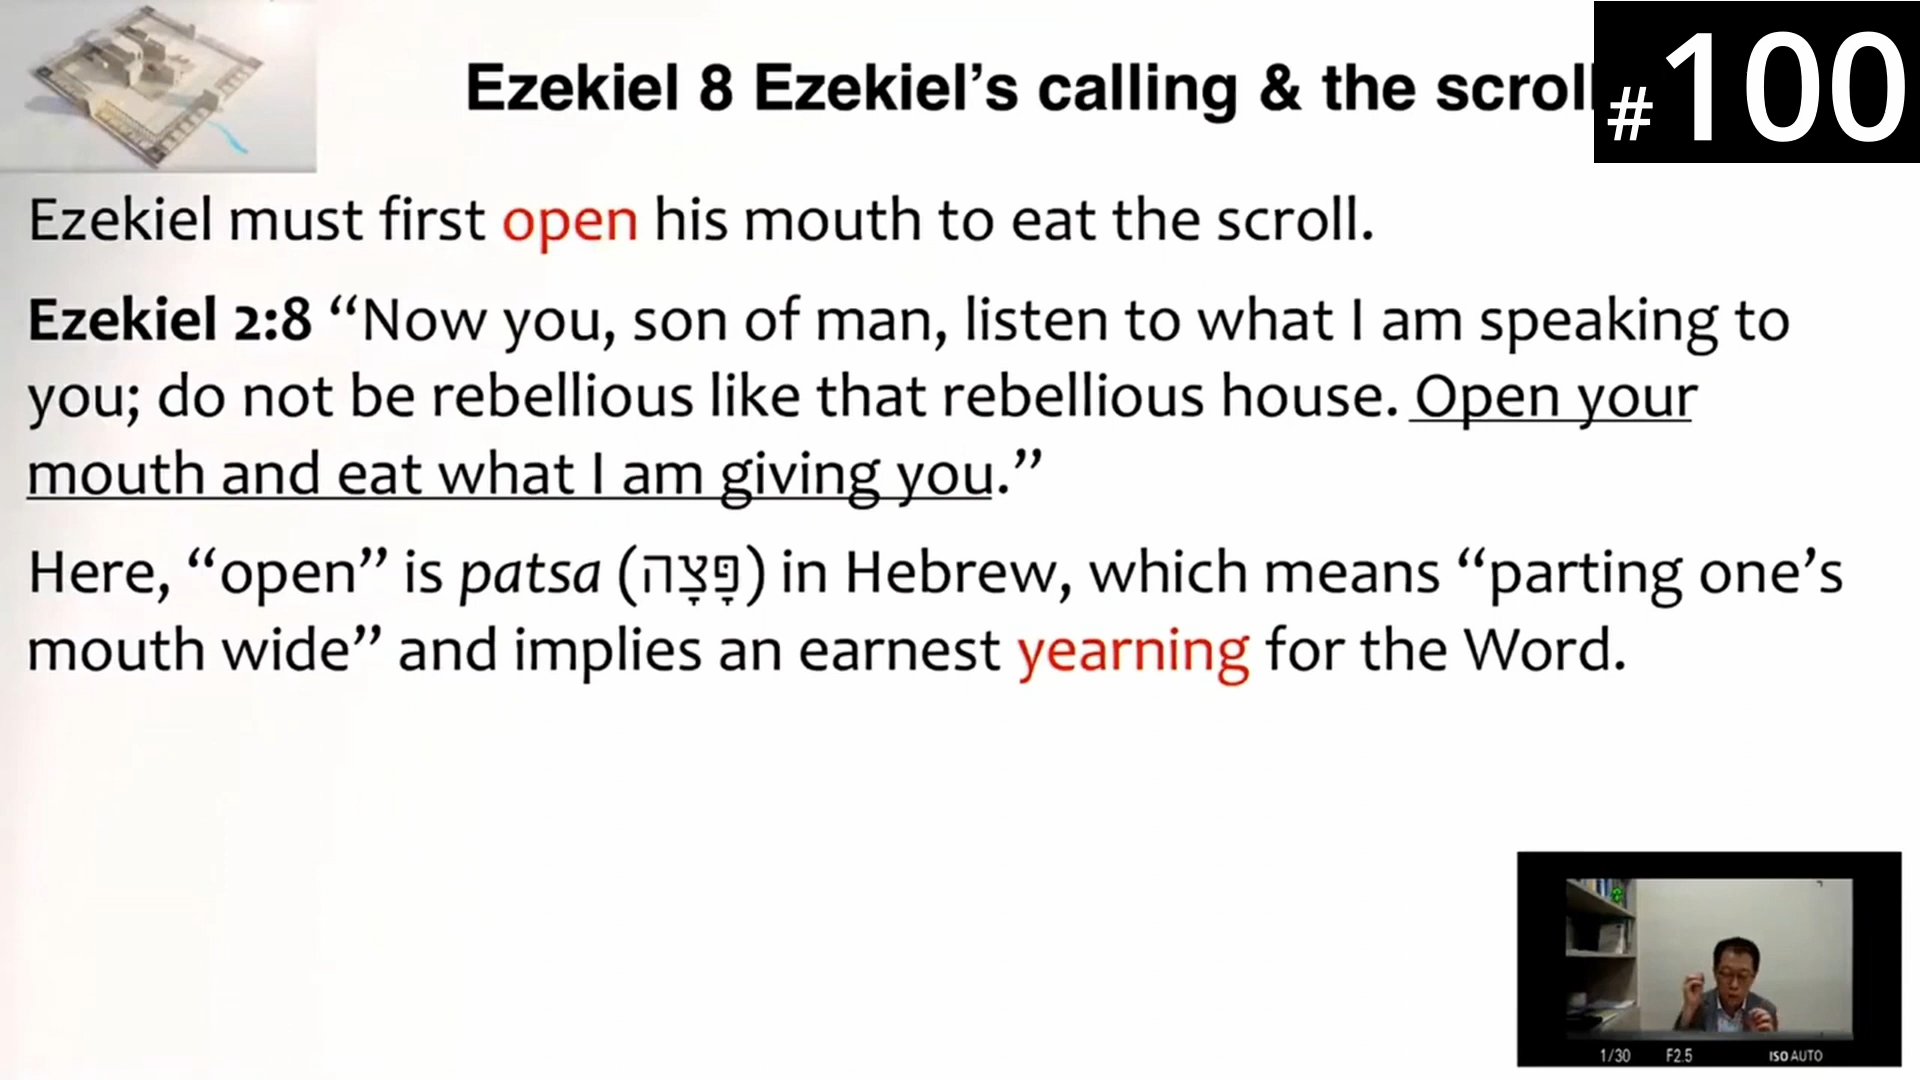 Ezekiel 8 Ezekiel’s calling & the scroll
#100
Ezekiel must first open his mouth to eat the scroll.
Ezekiel 2:8 “Now you, son of man, listen to what I am speaking to
you; do not be rebellious like that rebellious house. Open your
mouth and eat what I am giving you.”
Here, “open” is patsa (פָּצָה) in Hebrew, which means “parting one’s
mouth wide” and implies an earnest yearning for the Word.
1/30 F2.5 ISO AUTO